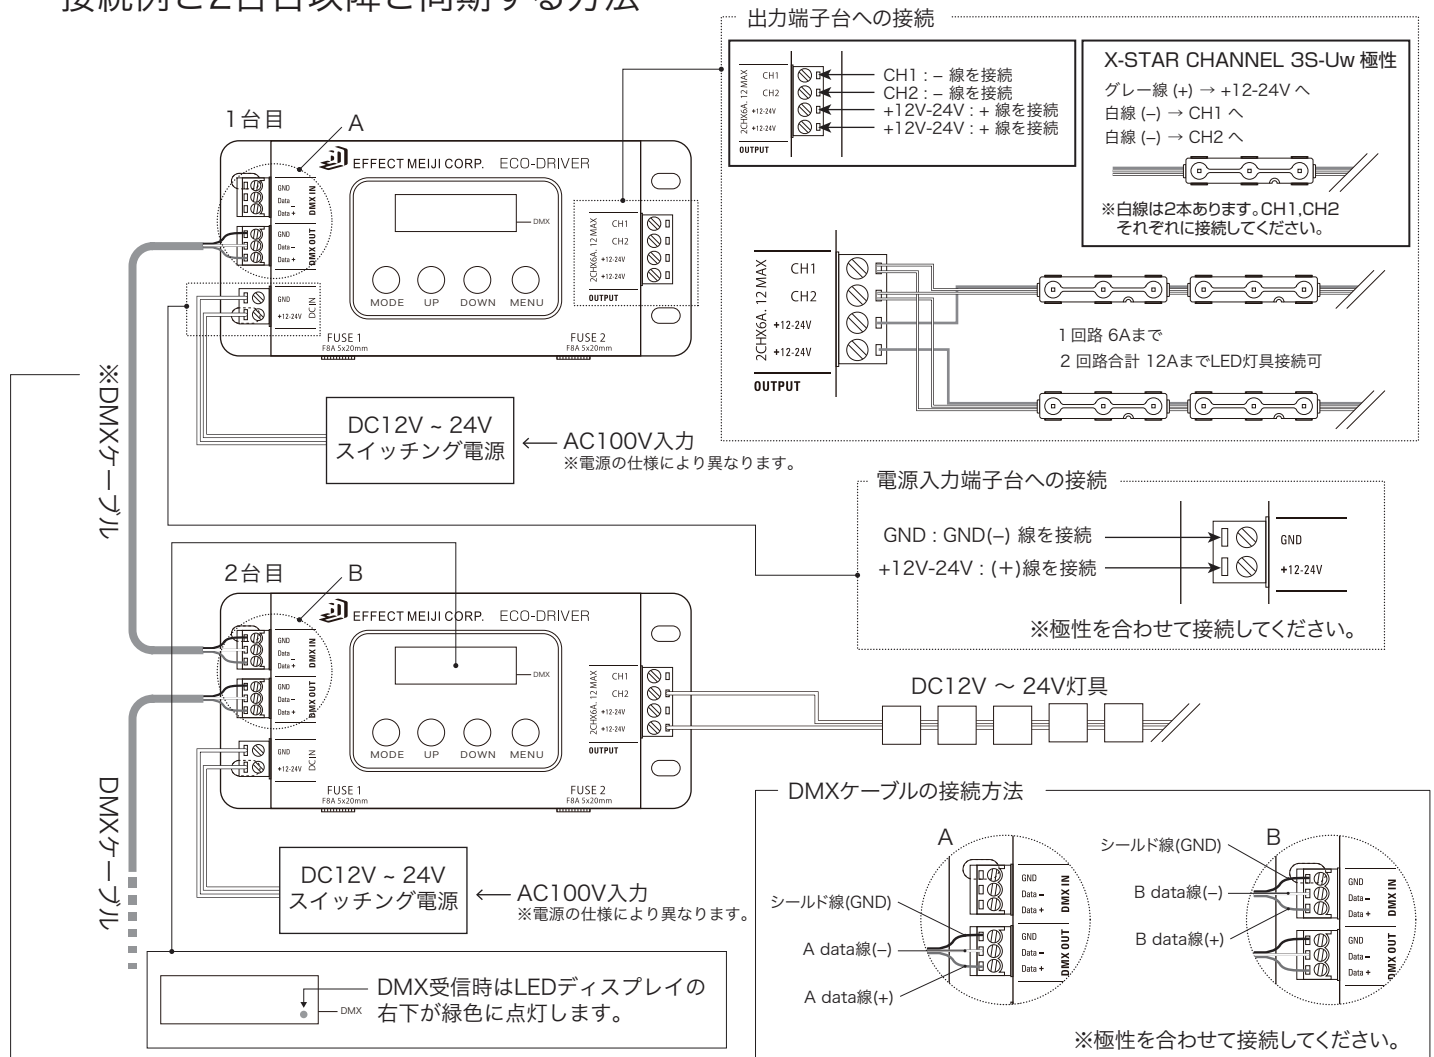 接続例と2台目以降と同期する方法
出力端子台への接続
CH1
CH2
+12-24V
+12-24V
2CHX6A. 12 MAX
OUTPUT
CH1 : − 線を接続
CH2 : − 線を接続
+12V-24V : + 線を接続
+12V-24V : + 線を接続
X-STAR CHANNEL 3S-Uw 極性
グレー線 (+) → +12-24V へ
白線 (−) → CH1 へ
白線 (−) → CH2 へ
※白線は2本あります。CH1,CH2
それぞれに接続してください。
2CHX6A. 12 MAX
CH1
CH2
+12-24V
+12-24V
OUTPUT
1回路 6Aまで
2 回路合計 12AまでLED灯具接続可
1台目
A
EFFECT MEIJI CORP. ECO-DRIVER
GND
Data −
Data +
DMX IN
GND
Data −
Data +
DMX OUT
GND
+12-24V
DC IN
DMX
MODE UP DOWN MENU
2CHX6A. 12 MAX
CH1
CH2
+12-24V
+12-24V
OUTPUT
FUSE 1
F8A 5x20mm
FUSE 2
F8A 5x20mm
※DMXケーブル
DC12V ~ 24V
スイッチング電源
← AC100V入力
※電源の仕様により異なります。
電源入力端子台への接続
GND : GND(−) 線を接続
+12V-24V : (+)線を接続
GND
+12-24V
※極性を合わせて接続してください。
2台目
B
EFFECT MEIJI CORP. ECO-DRIVER
GND
Data −
Data +
DMX IN
GND
Data −
Data +
DMX OUT
GND
+12-24V
DC IN
DMX
MODE UP DOWN MENU
2CHX6A. 12 MAX
CH1
CH2
+12-24V
+12-24V
OUTPUT
FUSE 1
F8A 5x20mm
FUSE 2
F8A 5x20mm
DC12V 〜 24V灯具
DMXケーブル
DC12V ~ 24V
スイッチング電源
← AC100V入力
※電源の仕様により異なります。
DMX
DMX受信時はLEDディスプレイの
右下が緑色に点灯します。
DMXケーブルの接続方法
A
シールド線(GND)
A data線(−)
A data線(+)
GND
Data −
Data +
DMX IN
GND
Data −
Data +
DMX OUT
B
シールド線(GND)
B data線(−)
B data線(+)
GND
Data −
Data +
DMX IN
GND
Data −
Data +
DMX OUT
※極性を合わせて接続してください。